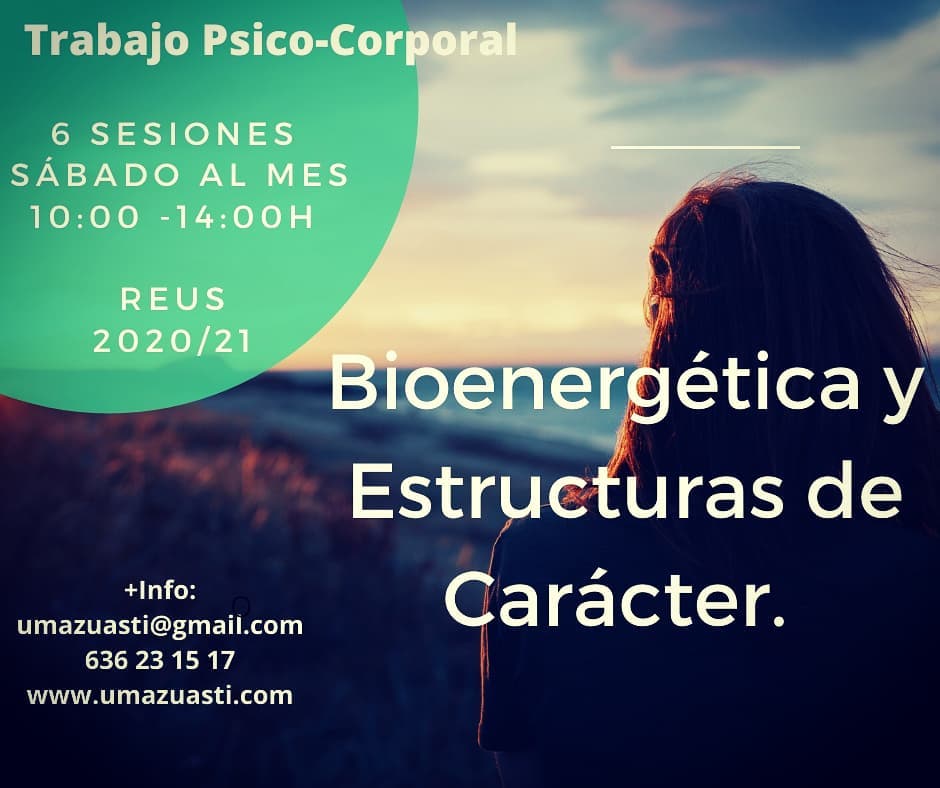 Trabajo Psico-Corporal
6 SESIONES
SÁBADO AL MES
10:00 -14:00H
REUS
2020/21
Bioenergética y
Estructuras de
Carácter.
+Info:
umazuasti@gmail.com
636 23 15 17
www.umazuasti.com